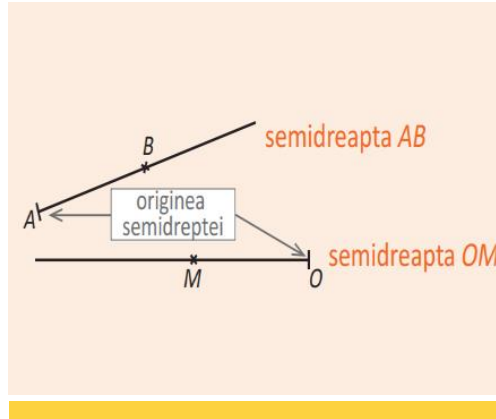 B
semidreapta AB
originea
semidreptei
A
semidreapta OM
M
O